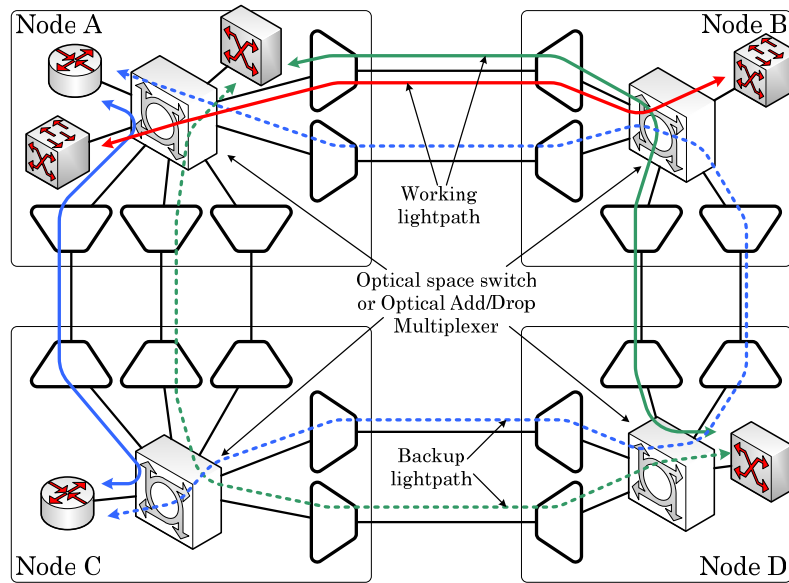 Node A
Node B
Working
lightpath
Optical space switch
or Optical Add/Drop
Multiplexer
Backup
lightpath
Node C
Node D